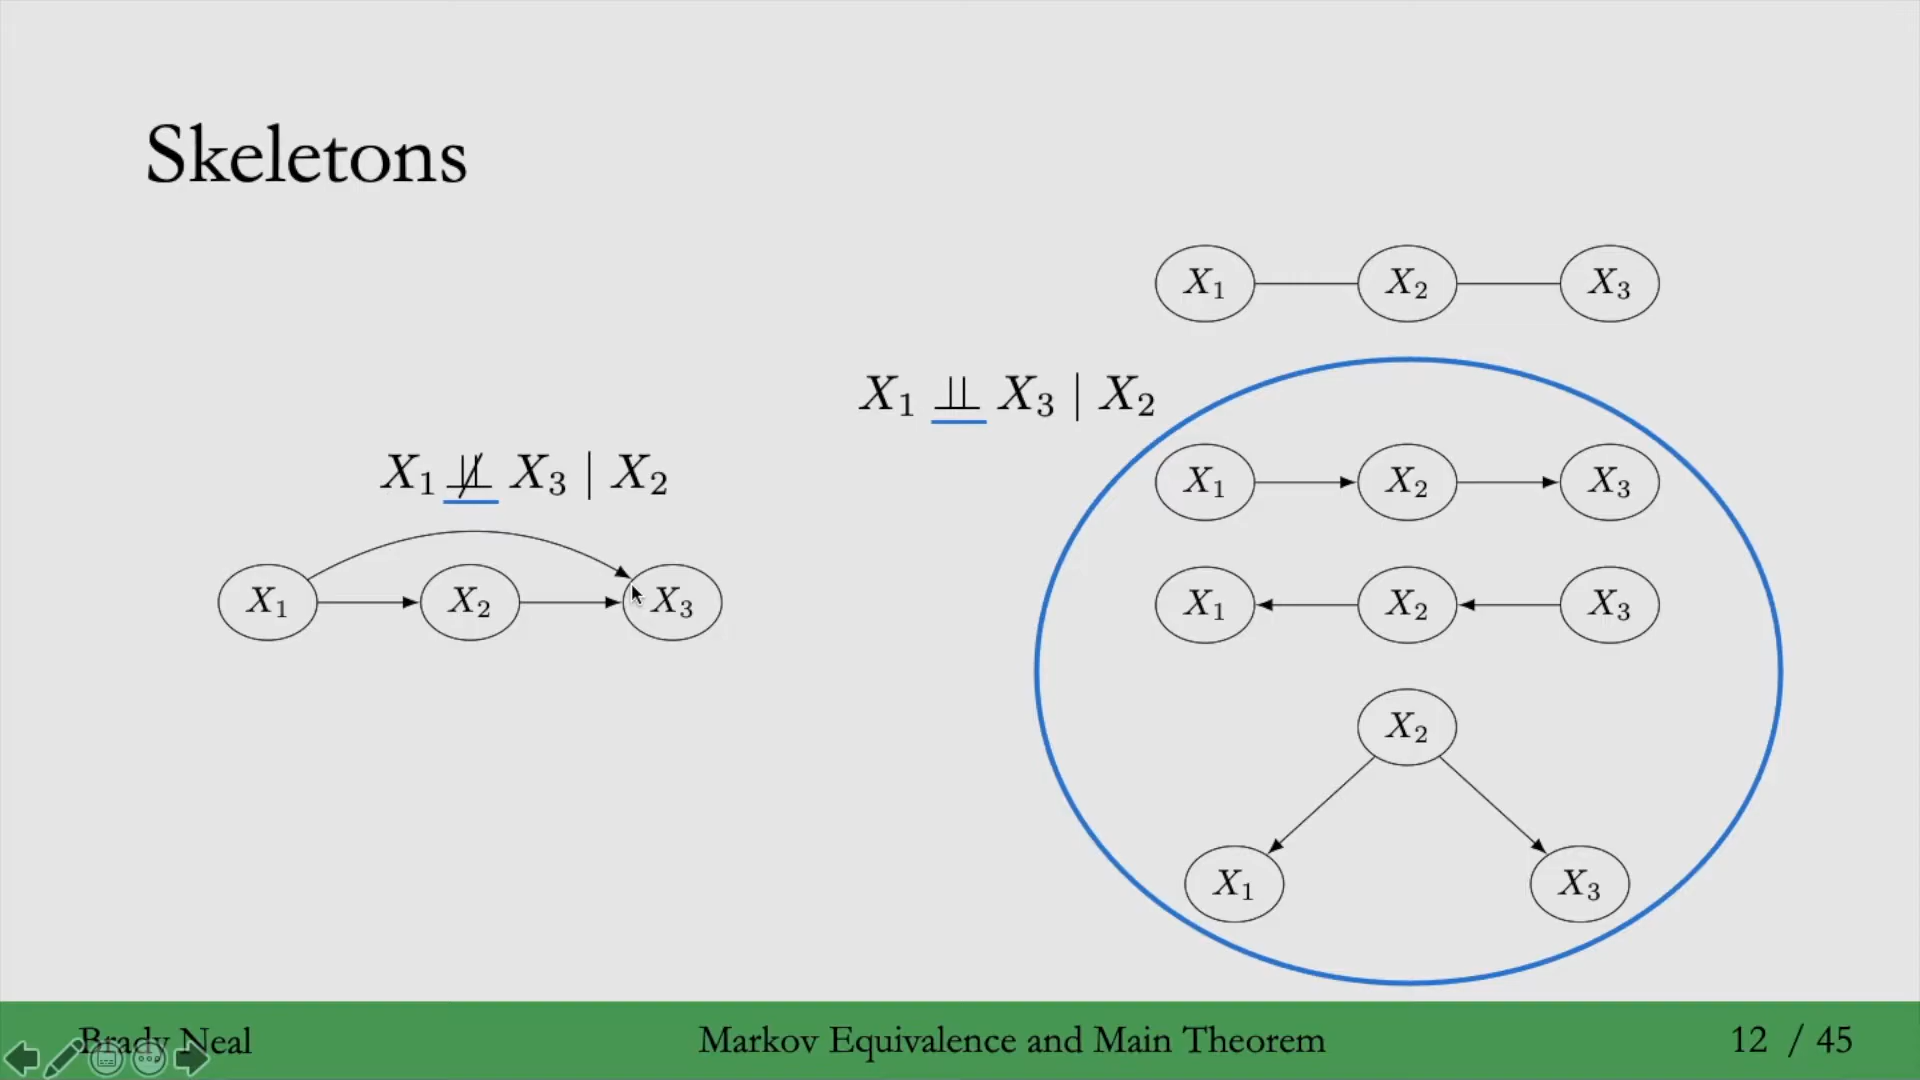 Skeletons
X₁ X₂ X₃
X₁ ⫫ X₃ | X₂
X₁ ⫫̸ X₃ | X₂
X₁ X₂ X₃
X₁ X₂ X₃
X₁ X₂ X₃
X₂
X₁ X₃
Brady Neal Markov Equivalence and Main Theorem 12 / 45